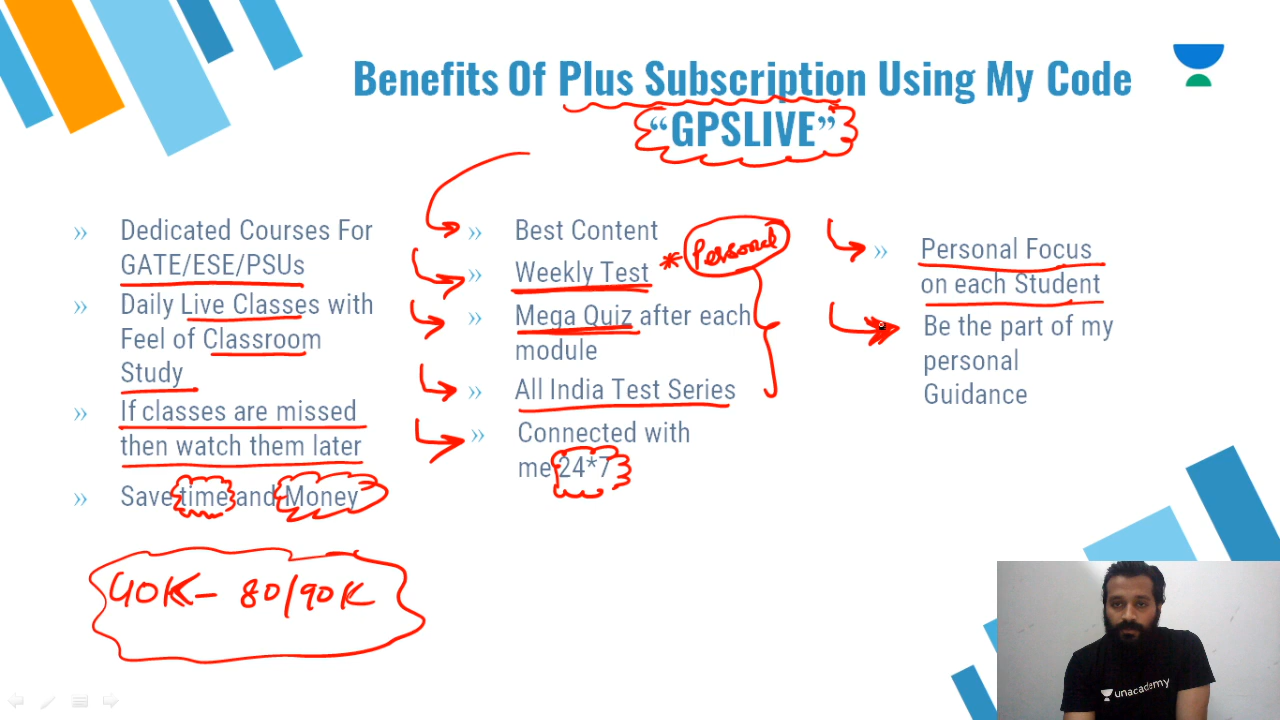 Benefits Of Plus Subscription Using My Code
“GPSLIVE”
» Dedicated Courses For
GATE/ESE/PSUs
» Daily Live Classes with
Feel of Classroom
Study
» If classes are missed
then watch them later
» Save time and Money
40K - 80/90K
» Best Content
» Weekly Test * Personal
» Mega Quiz after each
module
» All India Test Series
» Connected with
me 24*7
» Personal Focus
on each Student
Be the part of my
personal
Guidance
unacademy